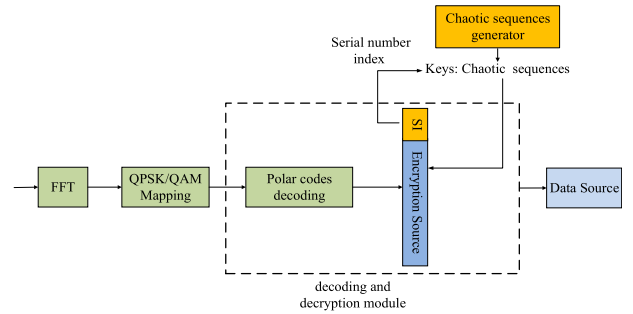 Chaotic sequences
generator
Serial number
index
Keys: Chaotic sequences
SI
Encryption Source
FFT
QPSK/QAM
Mapping
Polar codes
decoding
Data Source
decoding and
decryption module